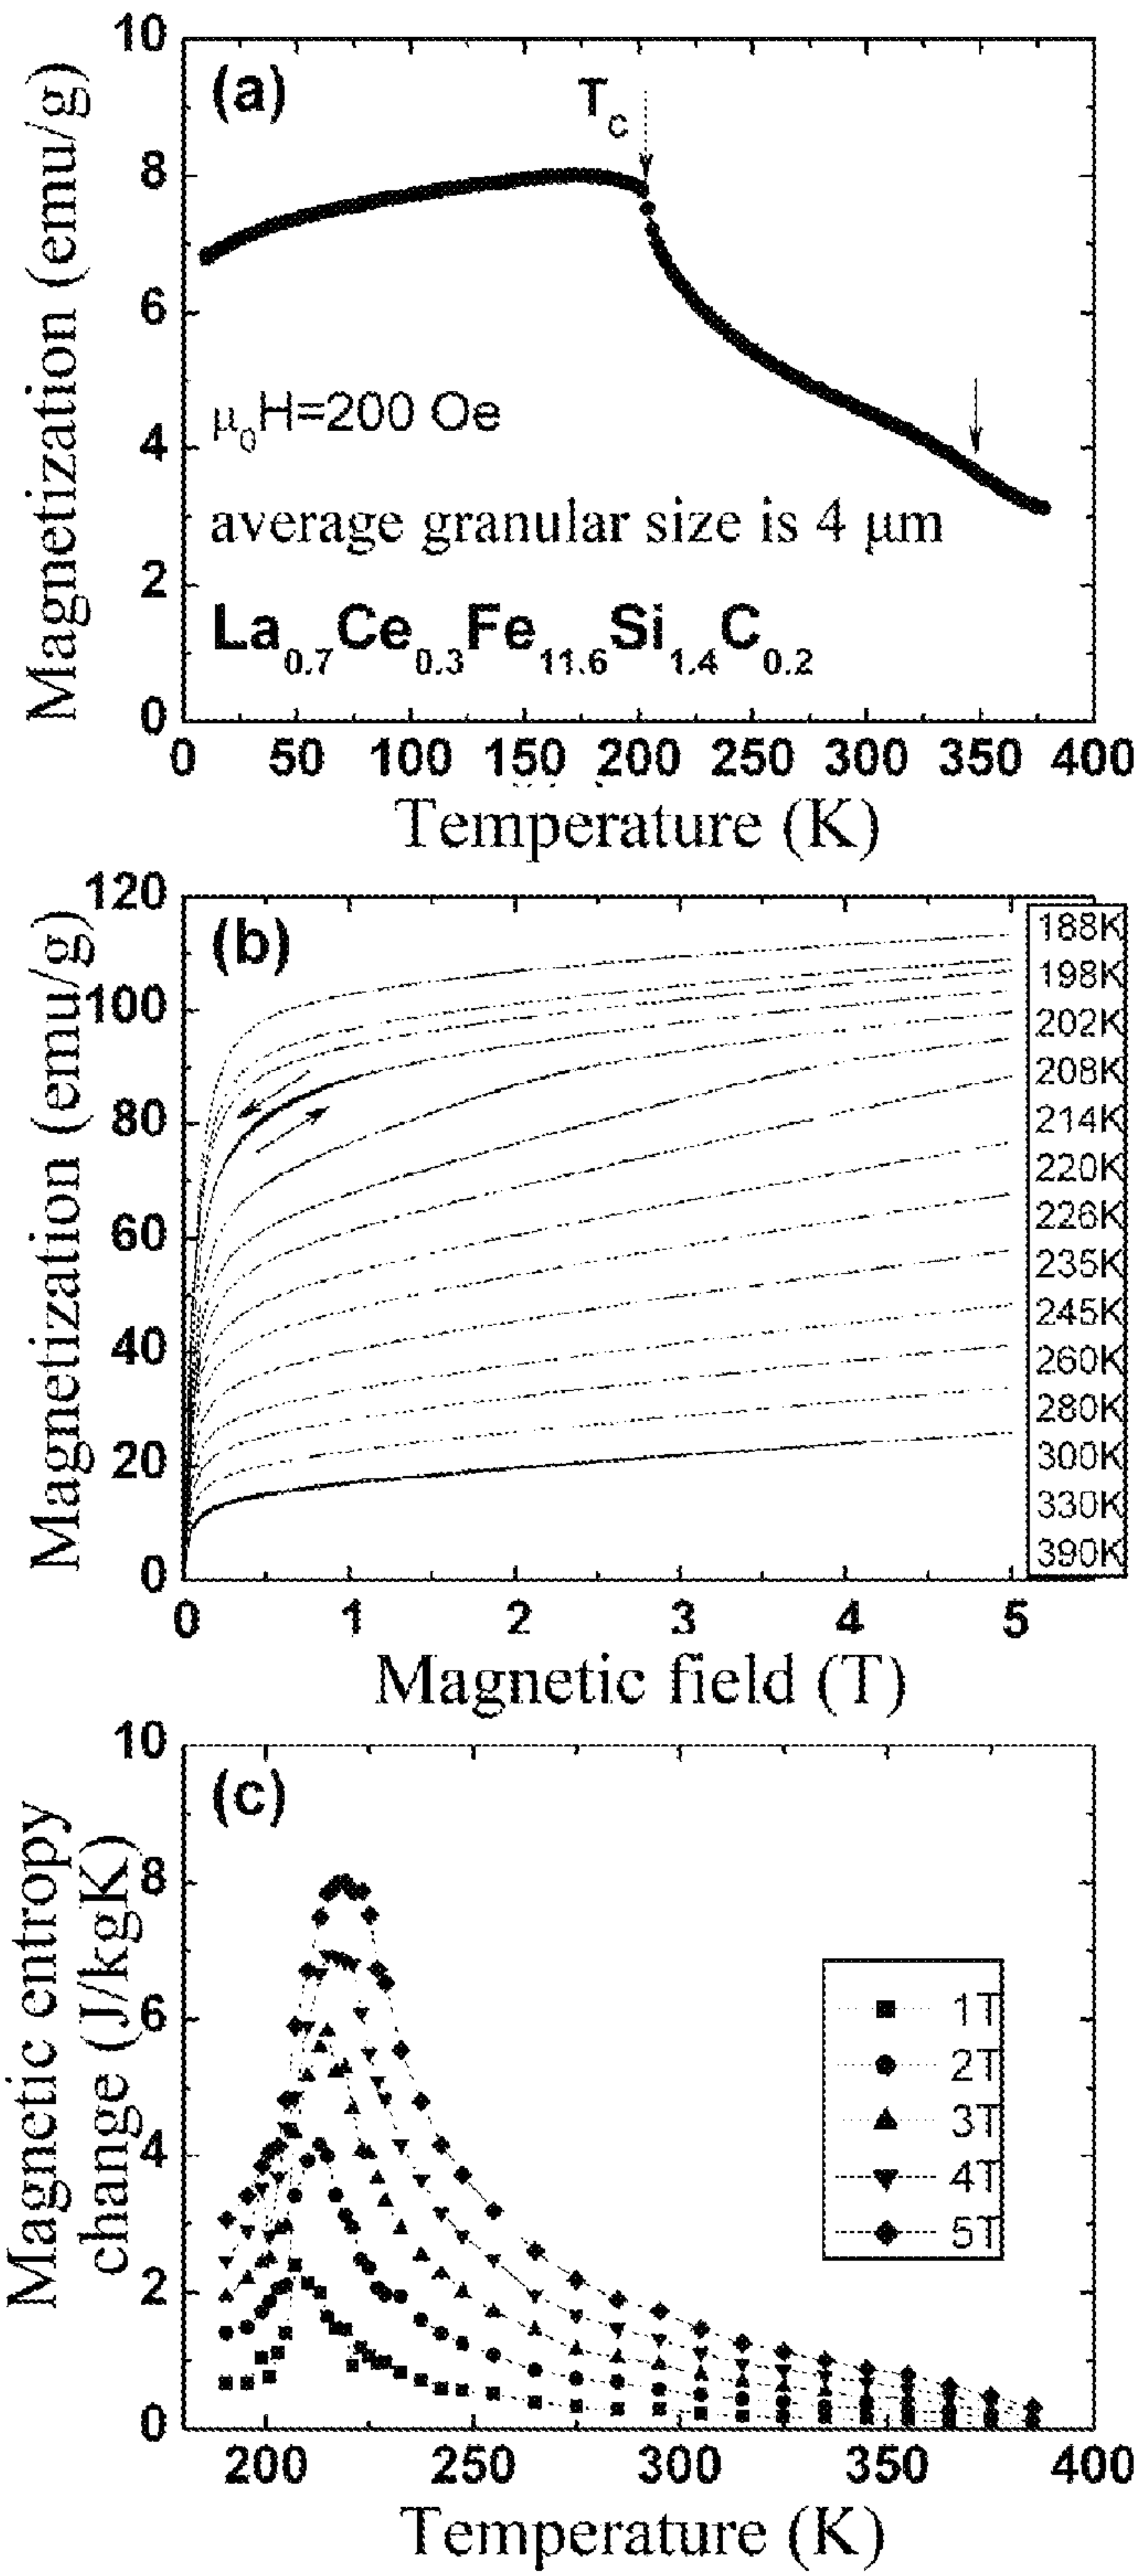 (a)
T_c
Magnetization (emu/g)
10
8
6
4
2
0
μ₀H=200 Oe
average granular size is 4 μm
La₀.₇Ce₀.₃Fe₁₁.₆Si₁.₄C₀.₂
0 50 100 150 200 250 300 350 400
Temperature (K)
(b)
Magnetization (emu/g)
120
100
80
60
40
20
0
188K
198K
202K
208K
214K
220K
226K
235K
245K
260K
280K
300K
330K
390K
0 1 2 3 4 5
Magnetic field (T)
(c)
Magnetic entropy
change (J/kgK)
10
8
6
4
2
0
1T
2T
3T
4T
5T
200 250 300 350 400
Temperature (K)